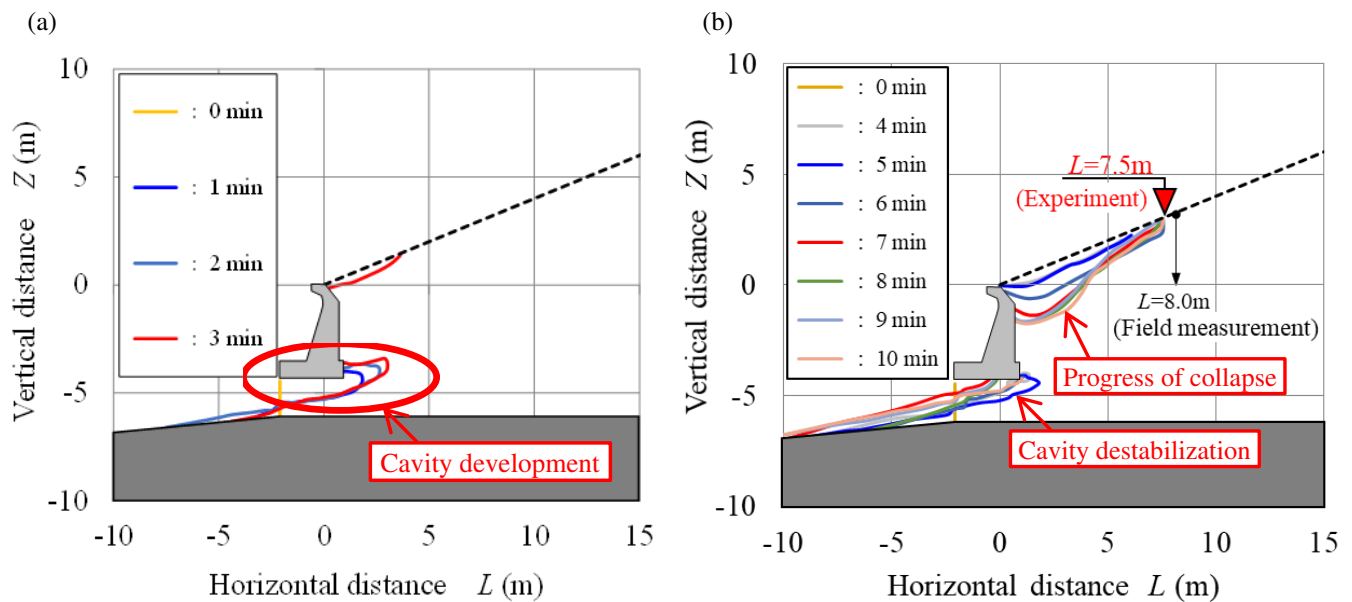 (a)
10
5
0
-5
-10
Vertical distance Z (m)
: 0 min
: 1 min
: 2 min
: 3 min
Cavity development
-10
-5
0
5
10
15
Horizontal distance L (m)
(b)
10
5
0
-5
-10
Vertical distance Z (m)
: 0 min
: 4 min
: 5 min
: 6 min
: 7 min
: 8 min
: 9 min
: 10 min
L=7.5m
(Experiment)
L=8.0m
(Field measurement)
Progress of collapse
Cavity destabilization
-10
-5
0
5
10
15
Horizontal distance L (m)